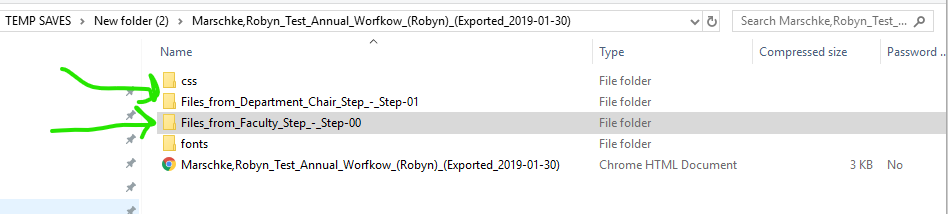 TEMP SAVES > New folder (2) > Marschke,Robyn_Test_Annual_Worfkow_(Robyn)_(Exported_2019-01-30) Search Marschke,Robyn_Test_...
Name Type Compressed size Password ..
css File folder
Files_from_Department_Chair_Step_-_Step-01 File folder
Files_from_Faculty_Step_-_Step-00 File folder
fonts File folder
Marschke,Robyn_Test_Annual_Worfkow_(Robyn)_(Exported_2019-01-30) Chrome HTML Document 3 KB No